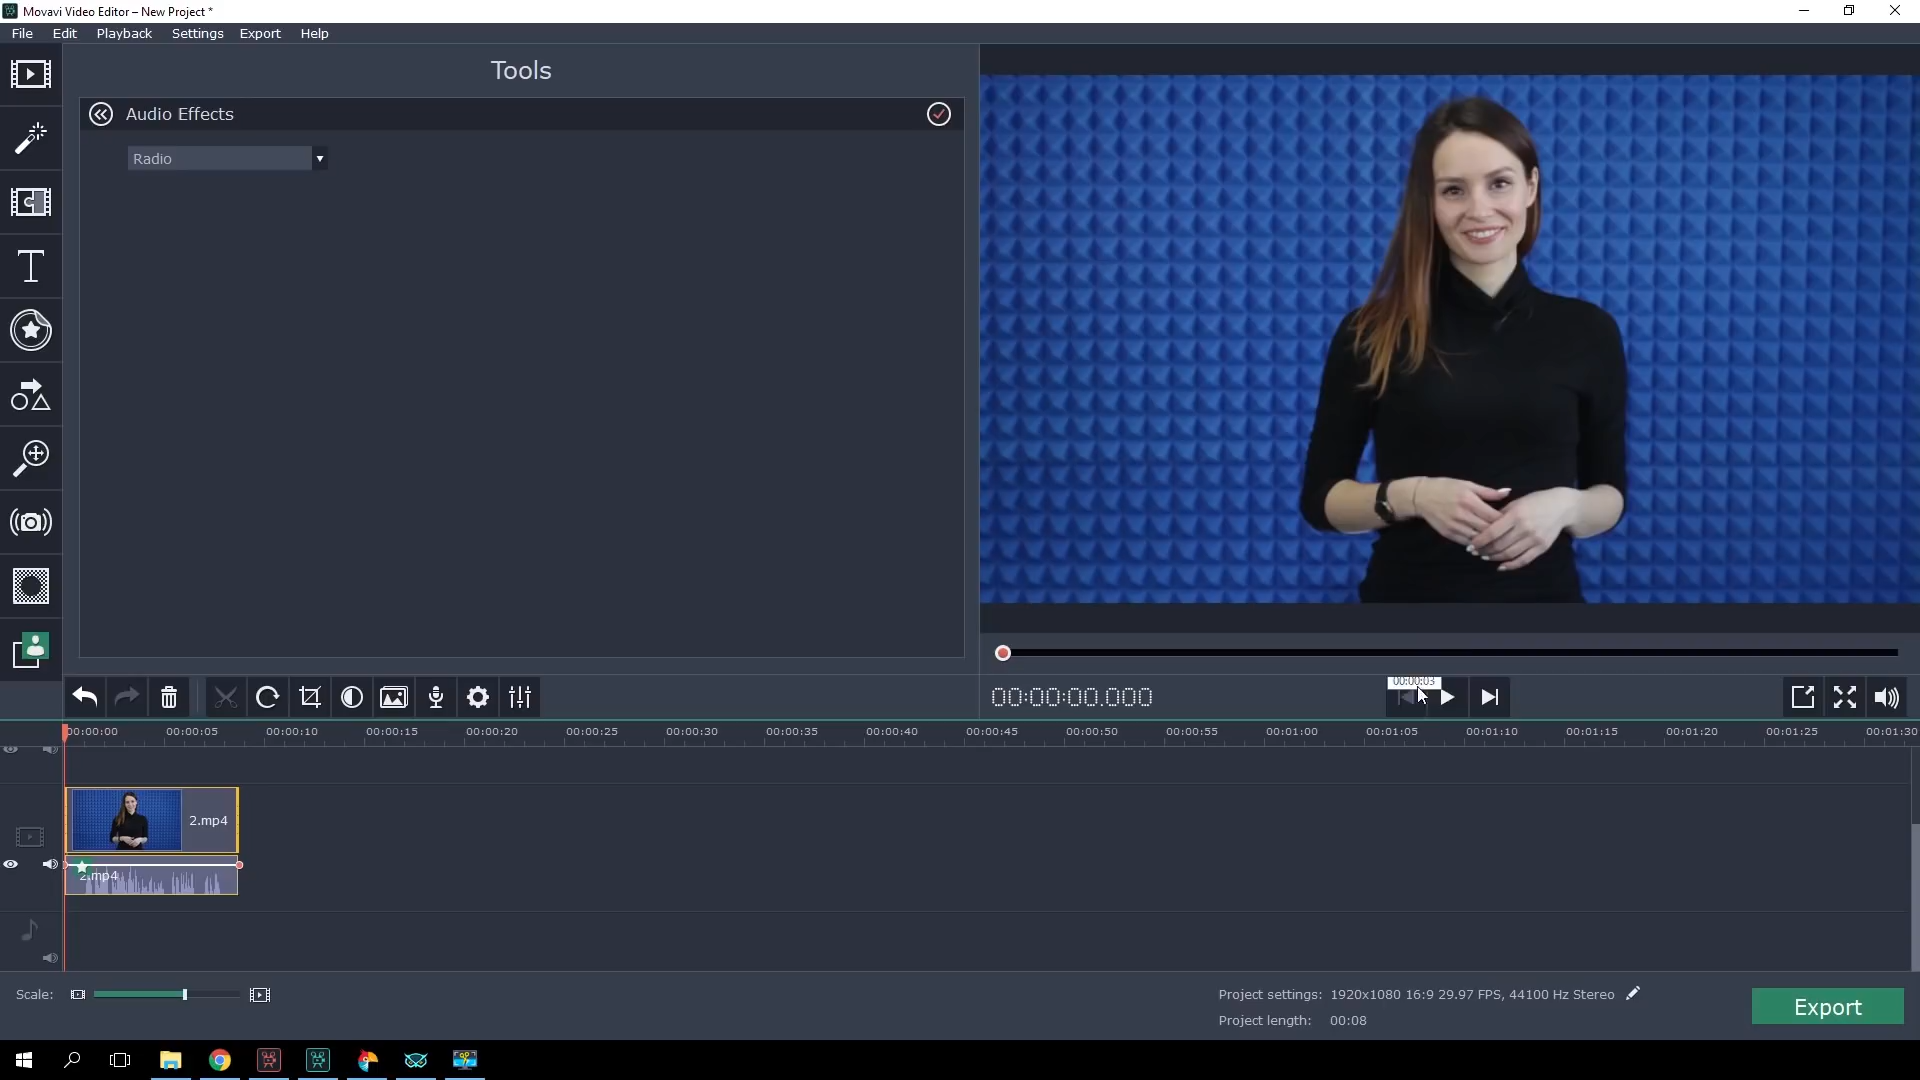 Movavi Video Editor – New Project *
File Edit Playback Settings Export Help
Tools
Audio Effects
Radio
00:00:03
00:00:00.000
00:00:00 00:00:05 00:00:10 00:00:15 00:00:20 00:00:25 00:00:30 00:00:35 00:00:40 00:00:45 00:00:50 00:00:55 00:01:00 00:01:05 00:01:10 00:01:15 00:01:20 00:01:25 00:01:30
2.mp4
2.mp4
Scale:
Project settings: 1920x1080 16:9 29.97 FPS, 44100 Hz Stereo
Project length: 00:08
Export